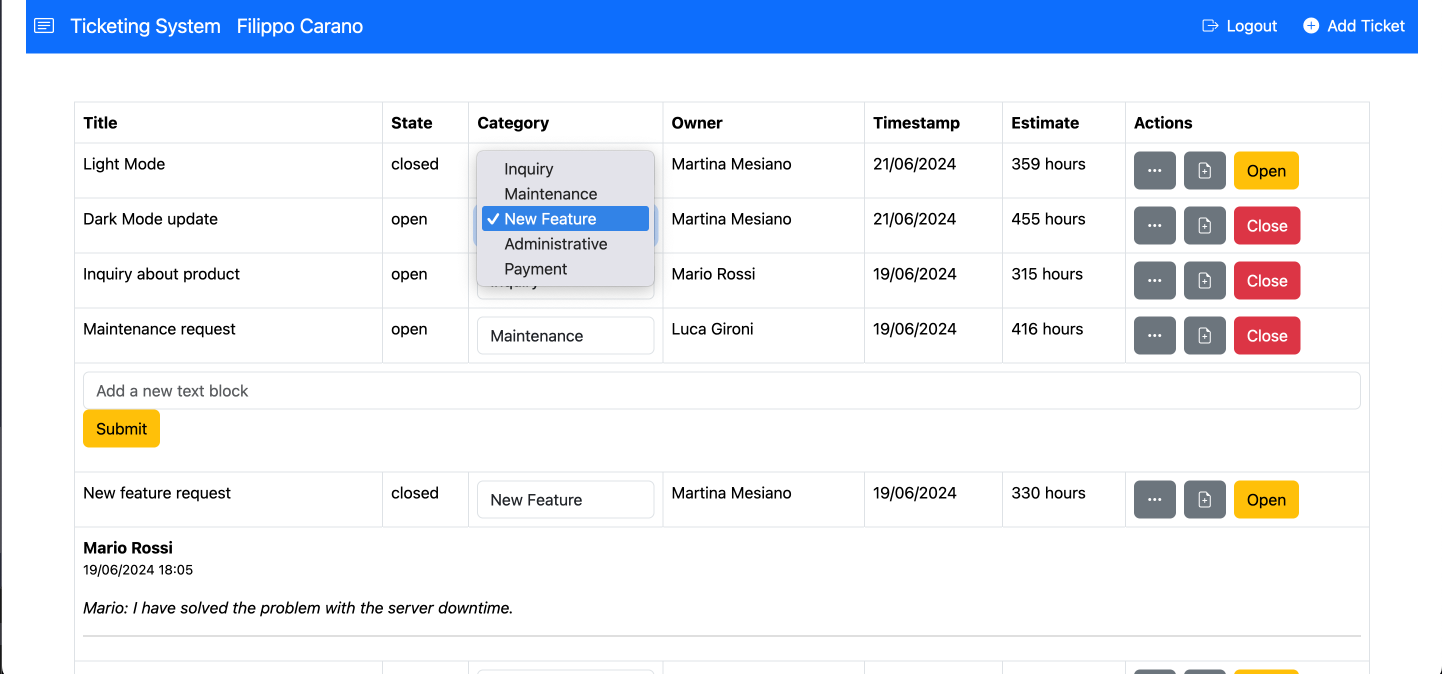 Ticketing System Filippo Carano Logout Add Ticket
Title State Category Owner Timestamp Estimate Actions
Light Mode closed Martina Mesiano 21/06/2024 359 hours Open
Inquiry
Maintenance
Dark Mode update open New Feature Martina Mesiano 21/06/2024 455 hours Close
Administrative
Payment
Inquiry about product open Inquiry Mario Rossi 19/06/2024 315 hours Close
Maintenance request open Maintenance Luca Gironi 19/06/2024 416 hours Close
Add a new text block
Submit
New feature request closed New Feature Martina Mesiano 19/06/2024 330 hours Open
Mario Rossi
19/06/2024 18:05
Mario: I have solved the problem with the server downtime.